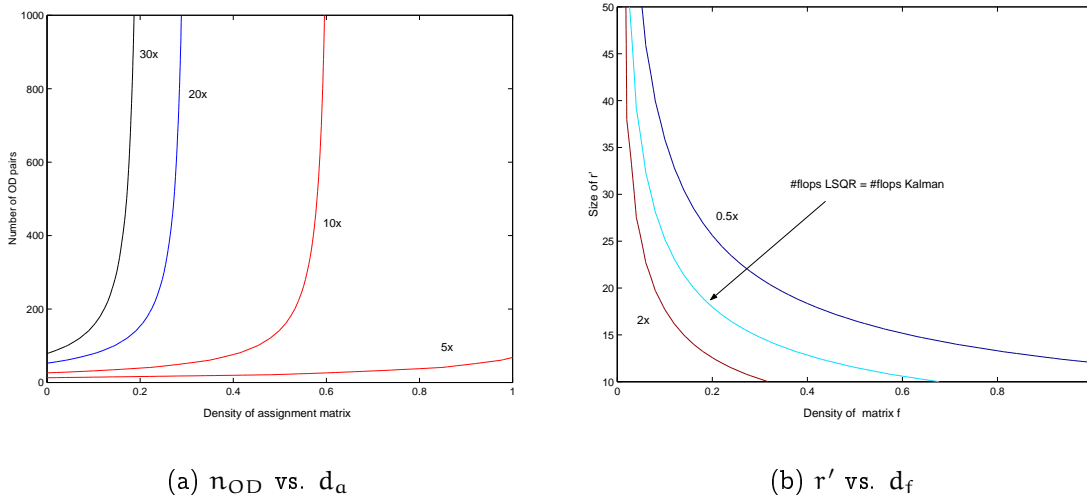 1000
800
600
400
200
0
Number of OD pairs
30x
20x
10x
5x
0
0.2
0.4
0.6
0.8
1
Density of assignment matrix
(a) n_OD vs. d_a
50
45
40
35
30
25
20
15
10
Size of r'
#flops LSQR = #flops Kalman
0.5x
2x
0
0.2
0.4
0.6
0.8
Density of matrix f
(b) r′ vs. d_f